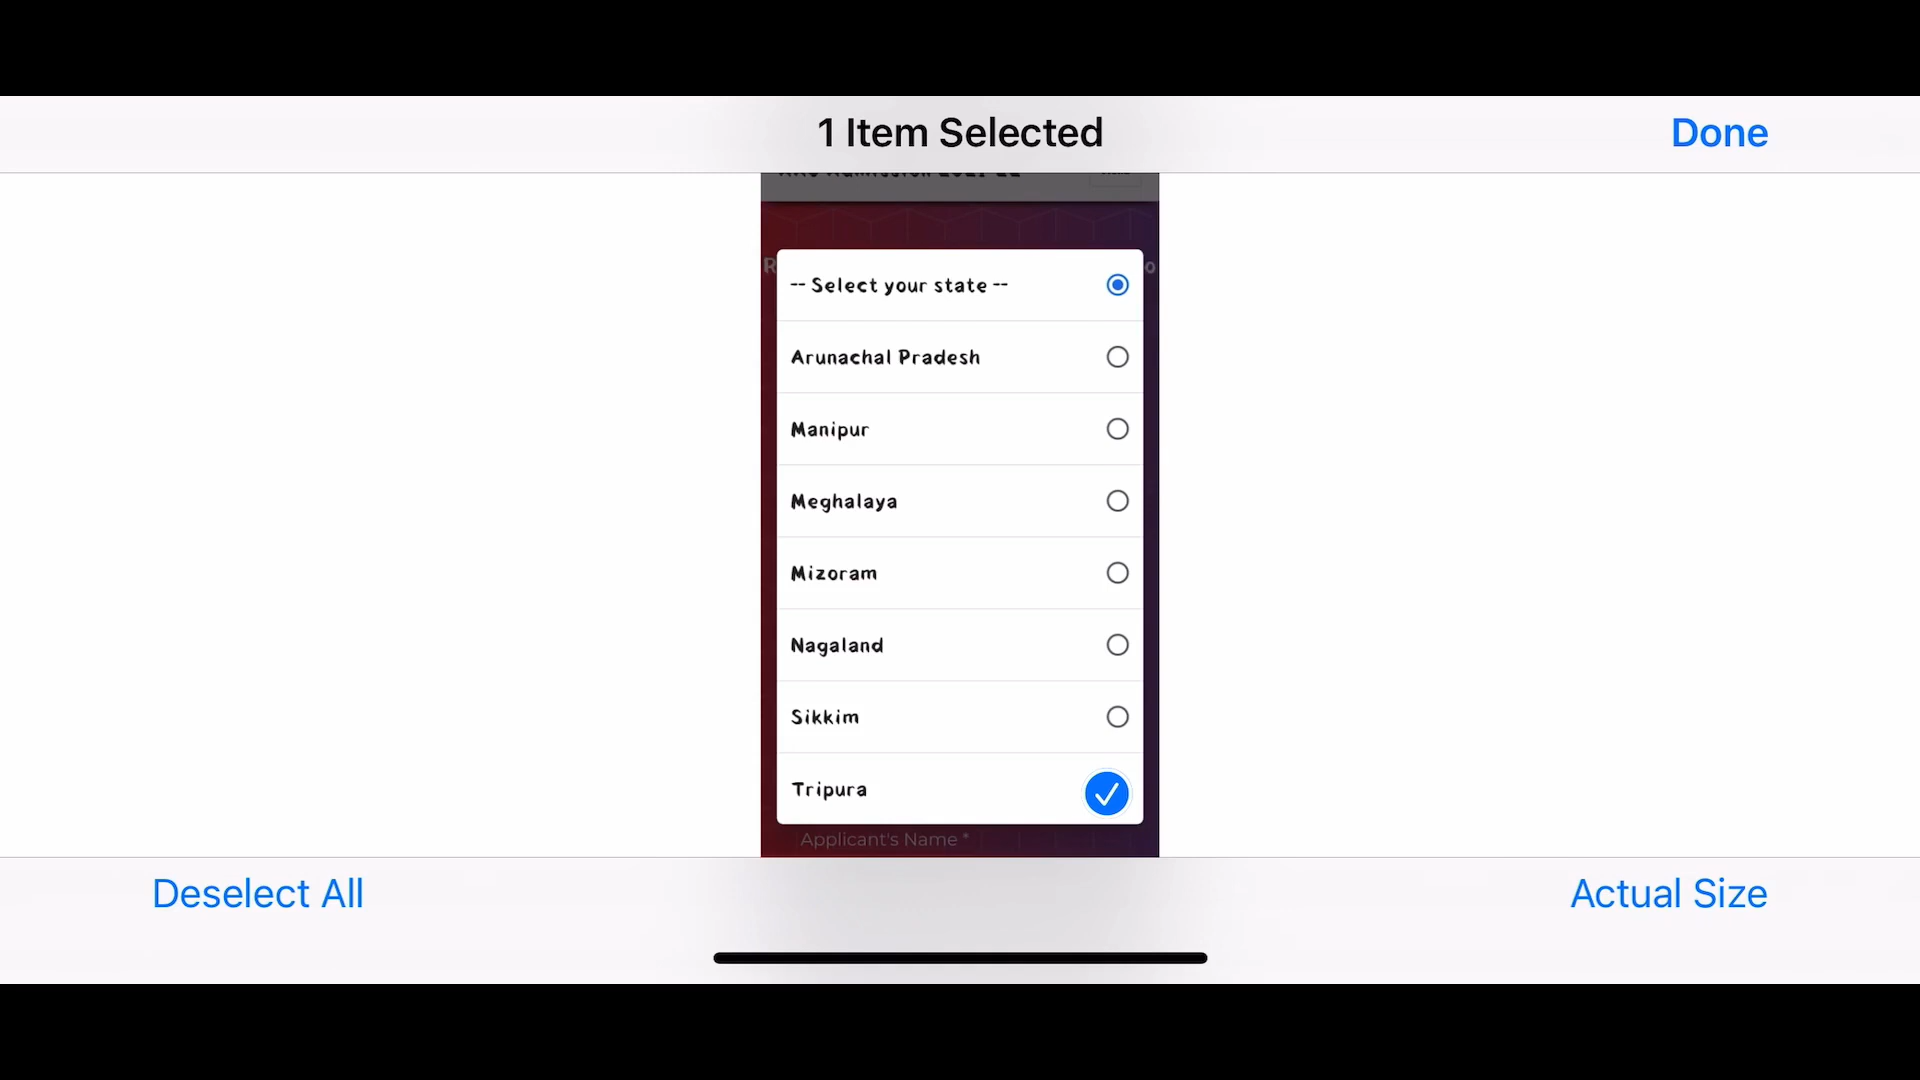 1 Item Selected
Done
-- Select your state --
Arunachal Pradesh
Manipur
Meghalaya
Mizoram
Nagaland
Sikkim
Tripura
Applicant's Name *
Deselect All
Actual Size